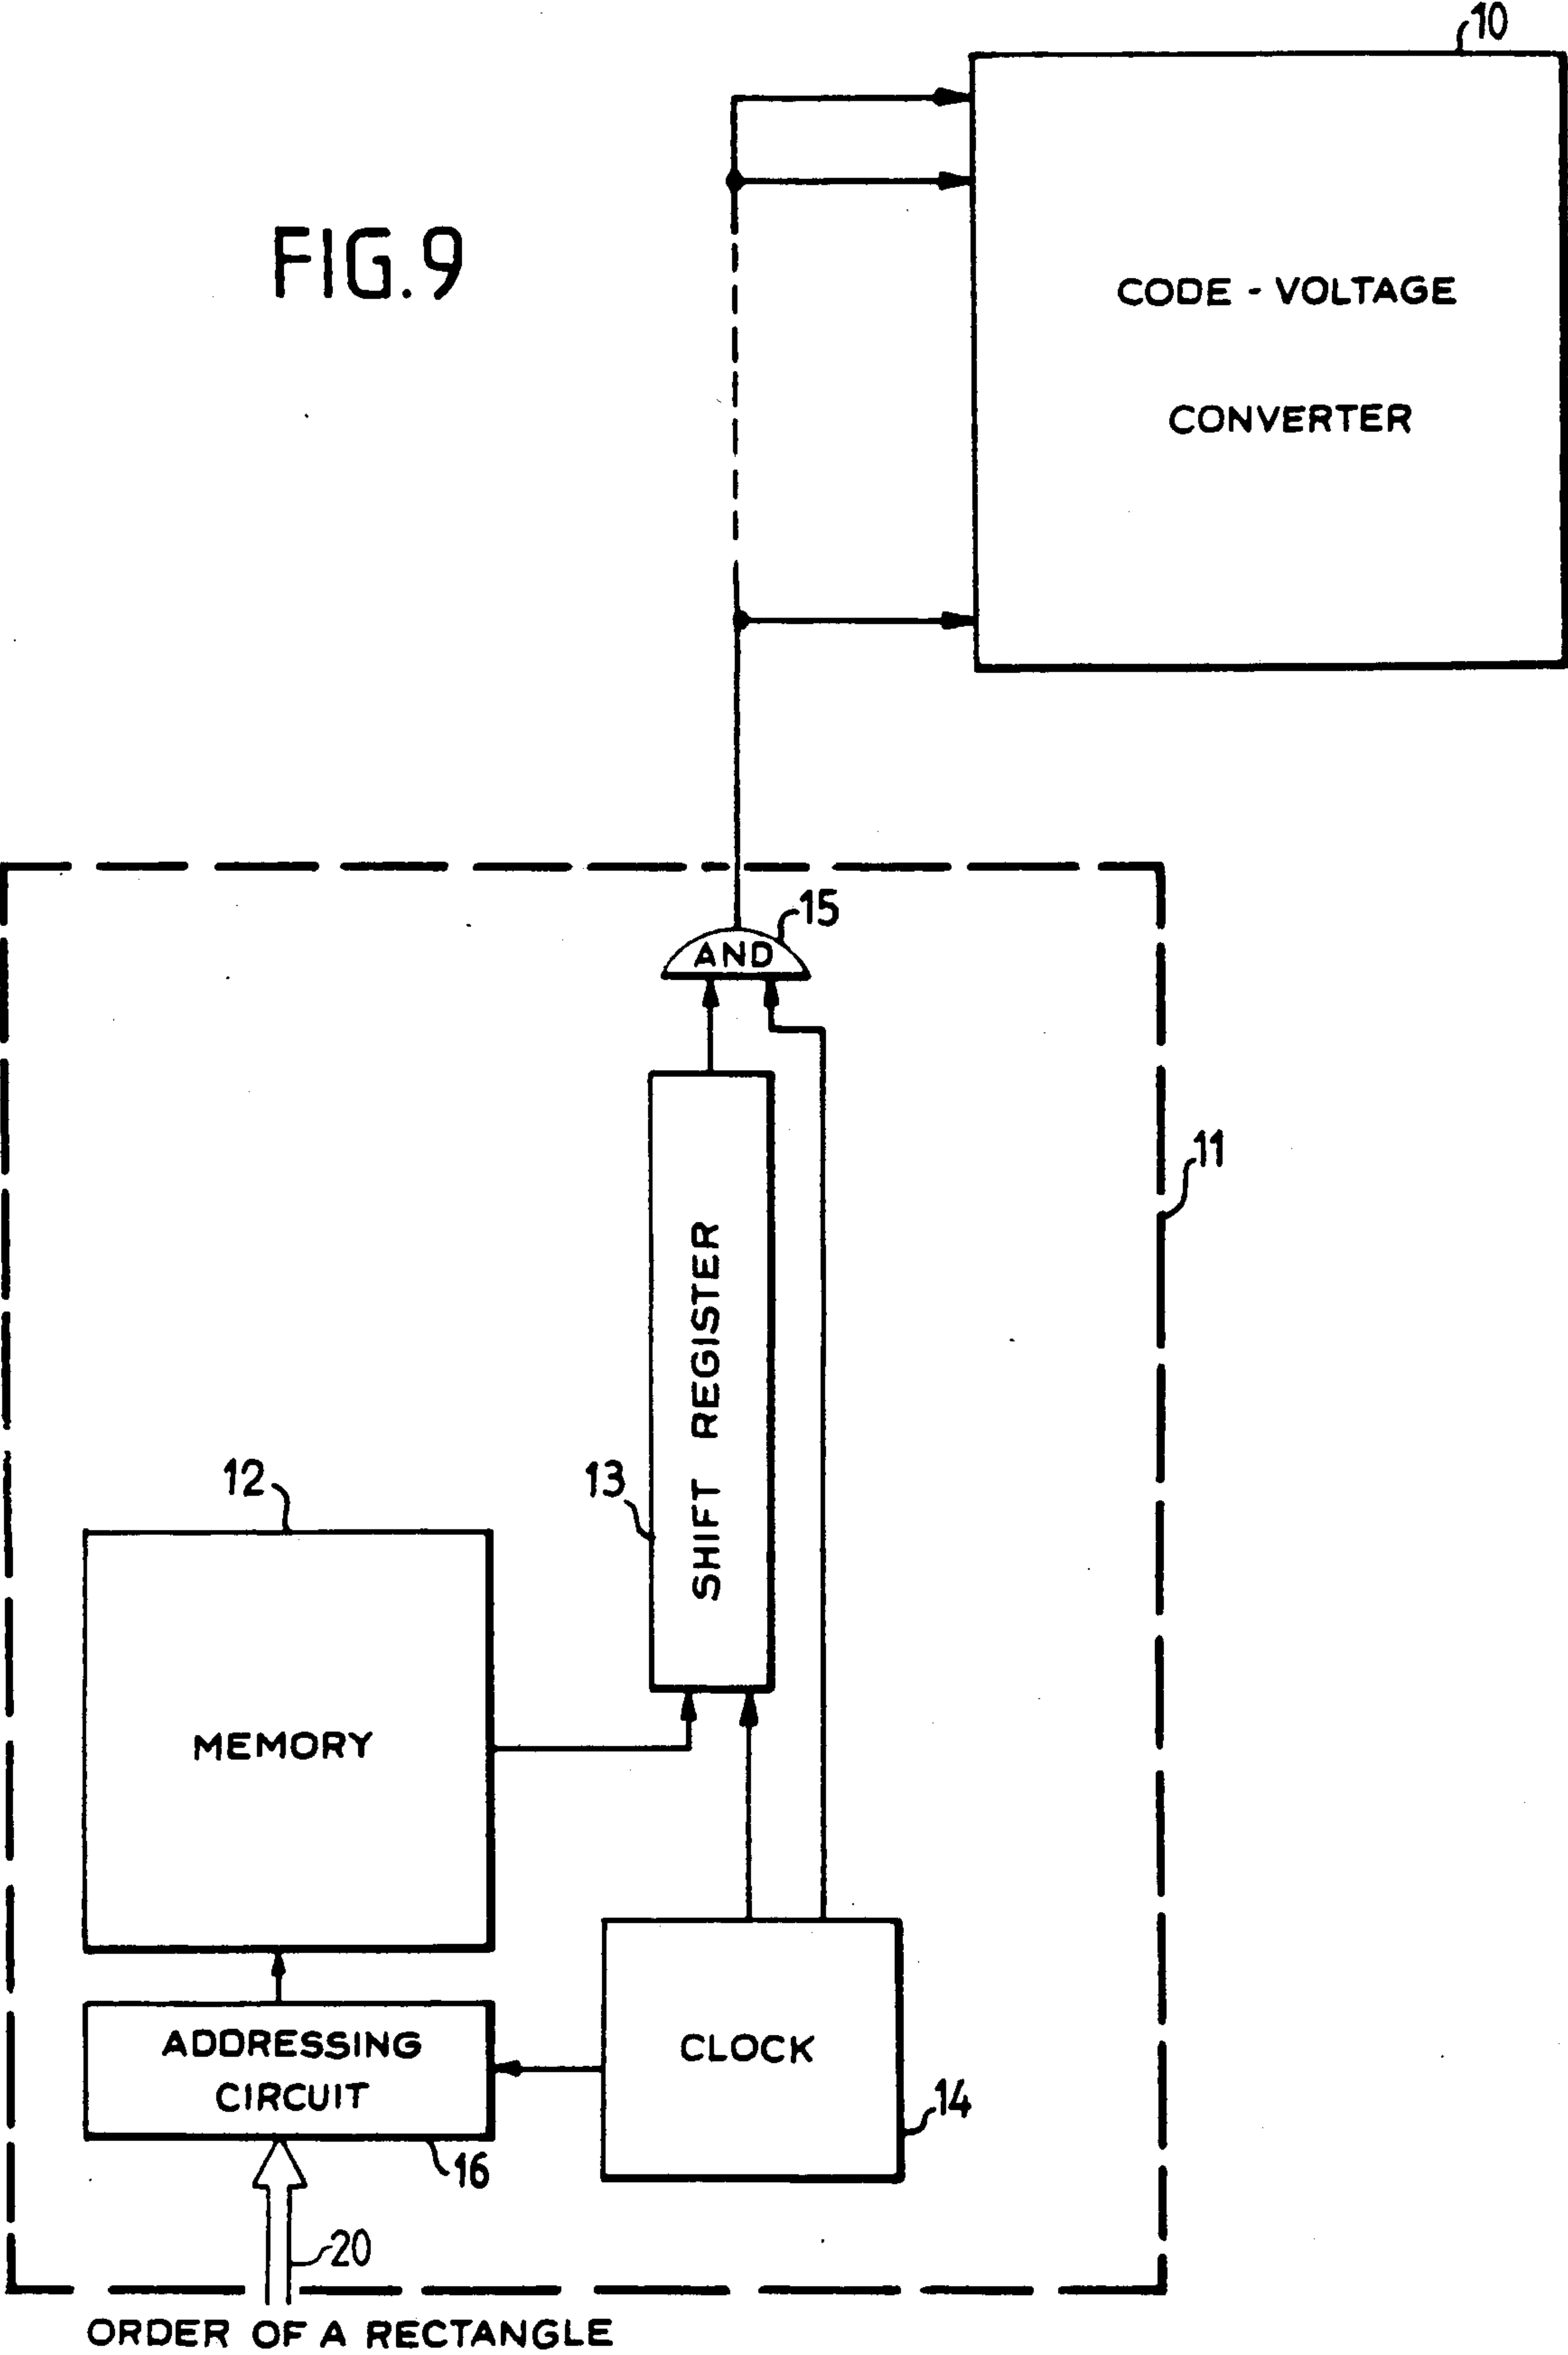 10
FIG.9
CODE - VOLTAGE
CONVERTER
15
AND
11
SHIFT REGISTER
13
12
MEMORY
ADDRESSING
CIRCUIT
CLOCK
14
16
20
ORDER OF A RECTANGLE